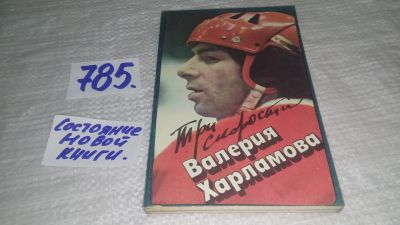 785.
Состояние
новой
книги.
Три
скорости
Валерия
Харламова